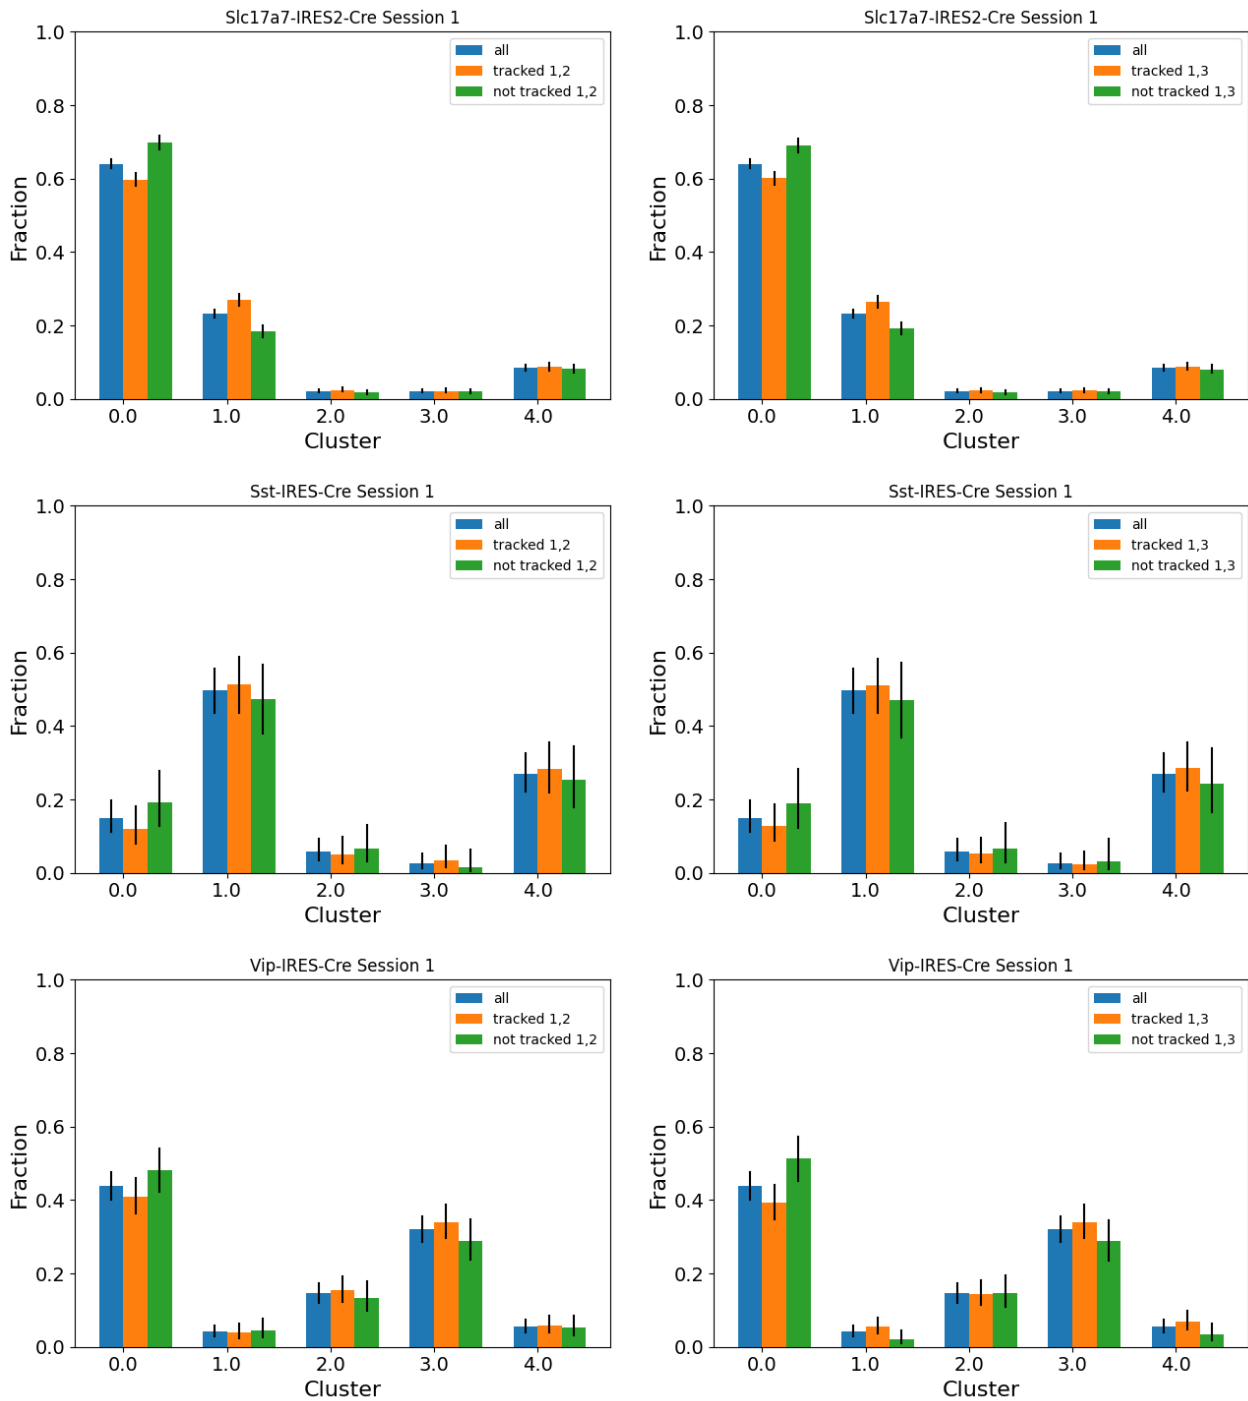 Slc17a7-IRES2-Cre Session 1
1.0
0.8
0.6
0.4
0.2
0.0
Fraction
all
tracked 1,2
not tracked 1,2
0.0 1.0 2.0 3.0 4.0
Cluster
Slc17a7-IRES2-Cre Session 1
1.0
0.8
0.6
0.4
0.2
0.0
Fraction
all
tracked 1,3
not tracked 1,3
0.0 1.0 2.0 3.0 4.0
Cluster
Sst-IRES-Cre Session 1
1.0
0.8
0.6
0.4
0.2
0.0
Fraction
all
tracked 1,2
not tracked 1,2
0.0 1.0 2.0 3.0 4.0
Cluster
Sst-IRES-Cre Session 1
1.0
0.8
0.6
0.4
0.2
0.0
Fraction
all
tracked 1,3
not tracked 1,3
0.0 1.0 2.0 3.0 4.0
Cluster
Vip-IRES-Cre Session 1
1.0
0.8
0.6
0.4
0.2
0.0
Fraction
all
tracked 1,2
not tracked 1,2
0.0 1.0 2.0 3.0 4.0
Cluster
Vip-IRES-Cre Session 1
1.0
0.8
0.6
0.4
0.2
0.0
Fraction
all
tracked 1,3
not tracked 1,3
0.0 1.0 2.0 3.0 4.0
Cluster